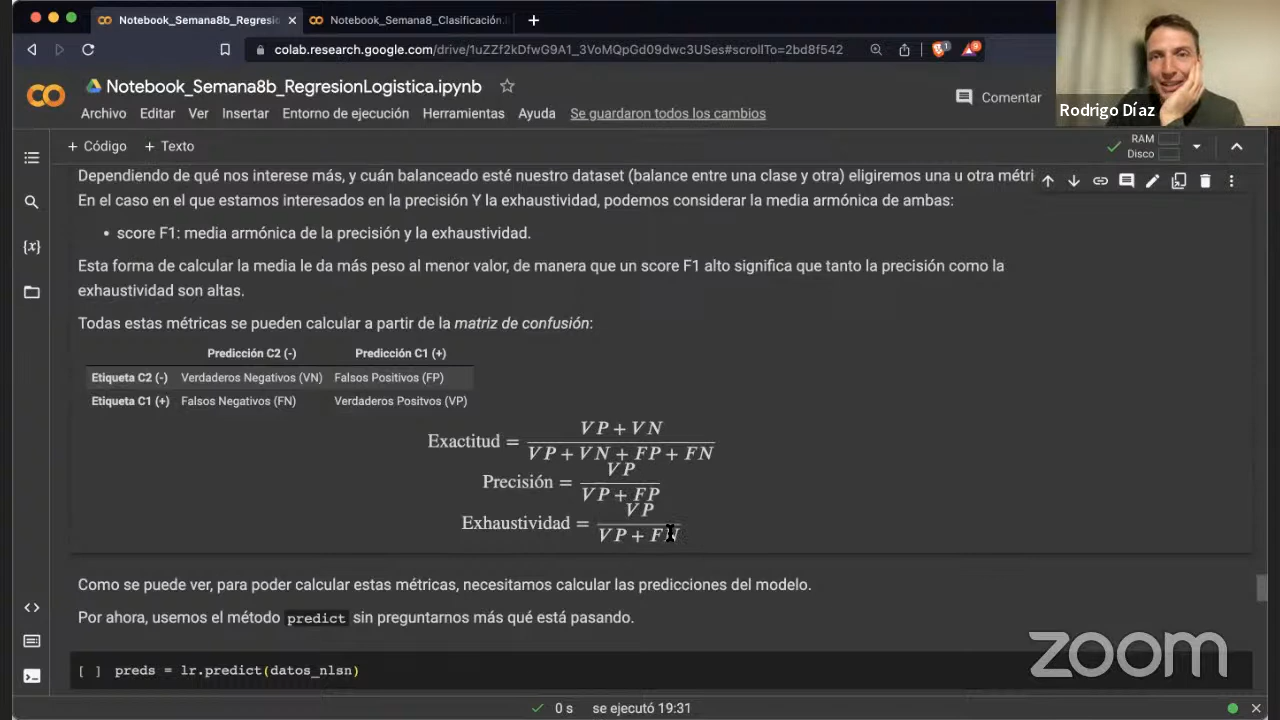 Notebook_Semana8b_Regresio
Notebook_Semana8_Clasificación.i
colab.research.google.com/drive/1uZZf2kDfwG9A1_3VoMQpGd09dwc3USes#scrollTo=2bd8f542
1
9
Rodrigo Díaz
Notebook_Semana8b_RegresionLogistica.ipynb
Comentar
Archivo Editar Ver Insertar Entorno de ejecución Herramientas Ayuda Se guardaron todos los cambios
+ Código + Texto
RAM
Disco
Dependiendo de qué nos interese más, y cuán balanceado esté nuestro dataset (balance entre una clase y otra) eligiremos una u otra métri
En el caso en el que estamos interesados en la precisión Y la exhaustividad, podemos considerar la media armónica de ambas:
• score F1: media armónica de la precisión y la exhaustividad.
Esta forma de calcular la media le da más peso al menor valor, de manera que un score F1 alto significa que tanto la precisión como la
exhaustividad son altas.
Todas estas métricas se pueden calcular a partir de la matriz de confusión:
Predicción C2 (-) Predicción C1 (+)
Etiqueta C2 (-) Verdaderos Negativos (VN) Falsos Positivos (FP)
Etiqueta C1 (+) Falsos Negativos (FN) Verdaderos Positvos (VP)
VP + VN
Exactitud =
VP + VN + FP + FN
VP
Precisión =
VP + FP
VP
Exhaustividad =
VP + FN
Como se puede ver, para poder calcular estas métricas, necesitamos calcular las predicciones del modelo.
Por ahora, usemos el método predict sin preguntarnos más qué está pasando.
[ ] preds = lr.predict(datos_nlsn)
zoom
0 s se ejecutó 19:31